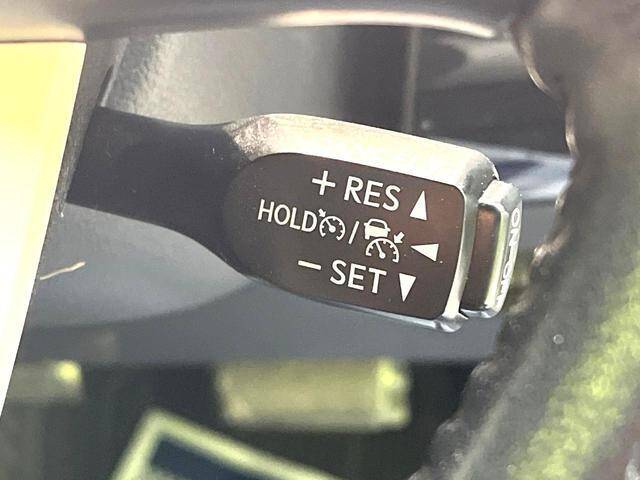 + RES
HOLD /
- SET
ON-OFF